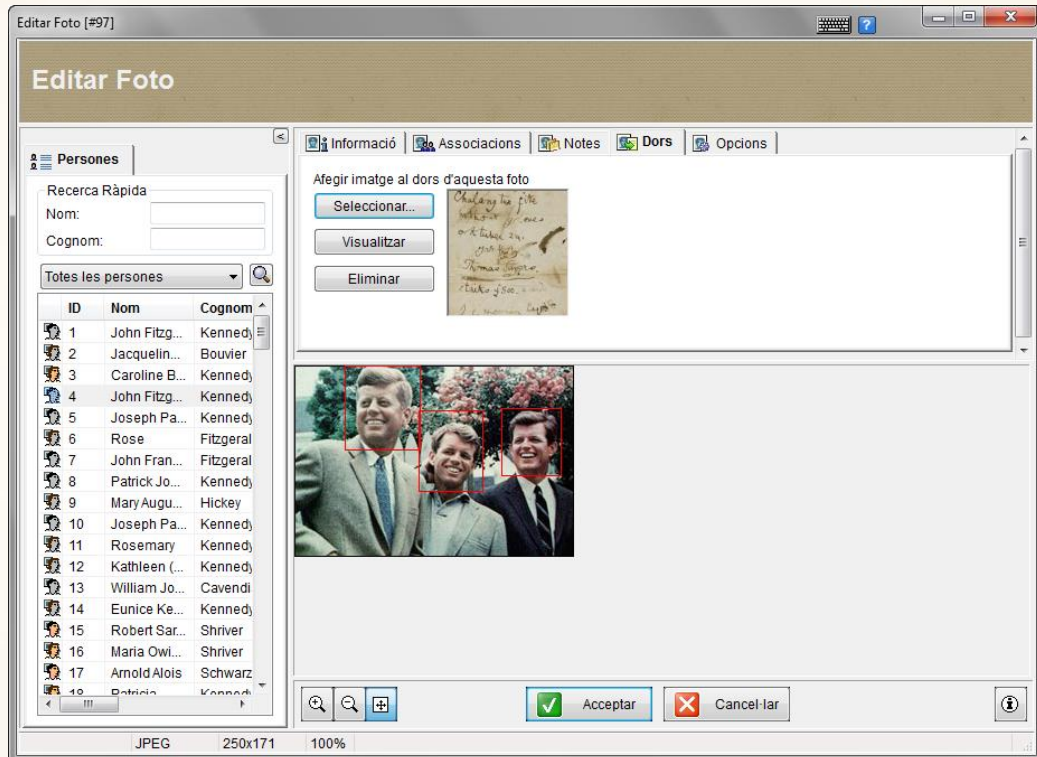 Editar Foto [#97]
Editar Foto
Persones
Recerca Ràpida
Nom:
Cognom:
Totes les persones
ID Nom Cognom
1 John Fitzg... Kennedy
2 Jacquelin... Bouvier
3 Caroline B... Kennedy
4 John Fitzg... Kennedy
5 Joseph Pa... Kennedy
6 Rose Fitzgeral
7 John Fran... Fitzgeral
8 Patrick Jo... Kennedy
9 Mary Augu... Hickey
10 Joseph Pa... Kennedy
11 Rosemary Kennedy
12 Kathleen (... Kennedy
13 William Jo... Cavendi
14 Eunice Ke... Kennedy
15 Robert Sar... Shriver
16 Maria Owi... Shriver
17 Arnold Alois Schwarz
18 Patricia Kennedy
Informació Associacions Notes Dors Opcions
Afegir imatge al dors d'aquesta foto
Seleccionar...
Visualitzar
Eliminar
Thomas
Acceptar Cancel·lar
JPEG 250x171 100%